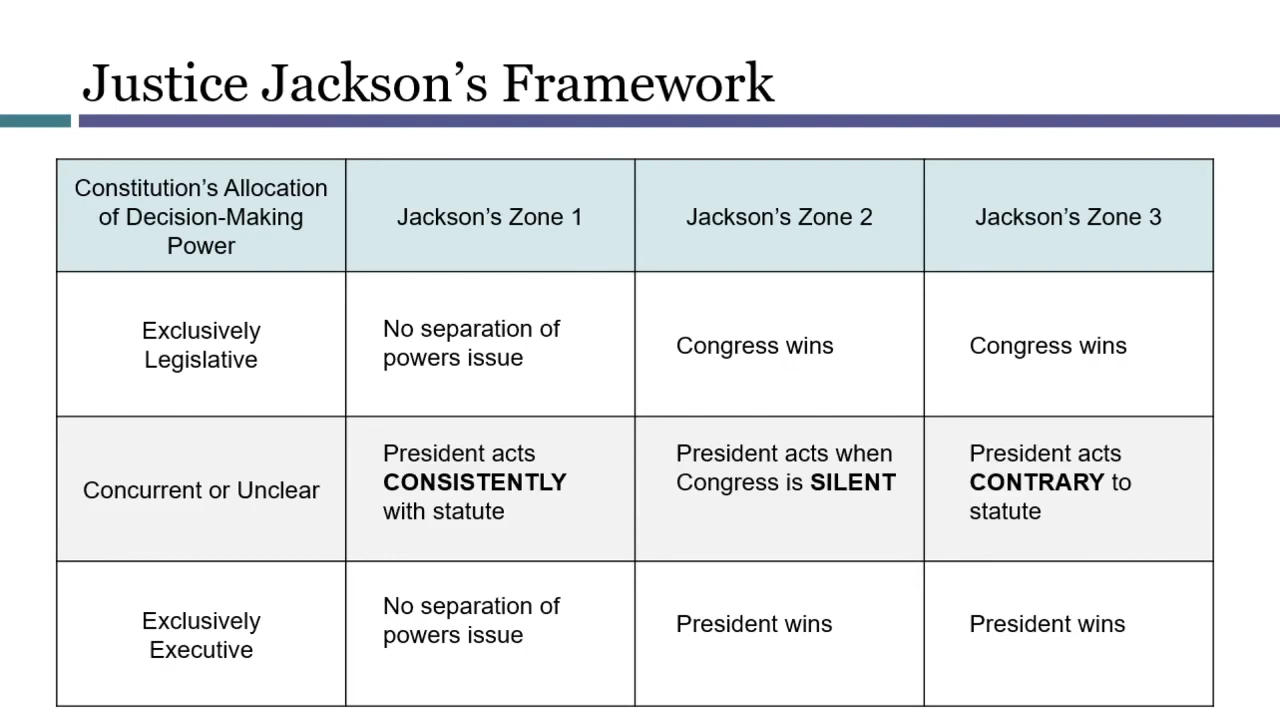 Justice Jackson’s Framework
Constitution’s Allocation
of Decision-Making
Power
Jackson’s Zone 1
Jackson’s Zone 2
Jackson’s Zone 3
Exclusively
Legislative
No separation of
powers issue
Congress wins
Congress wins
Concurrent or Unclear
President acts
CONSISTENTLY
with statute
President acts when
Congress is SILENT
President acts
CONTRARY to
statute
Exclusively
Executive
No separation of
powers issue
President wins
President wins